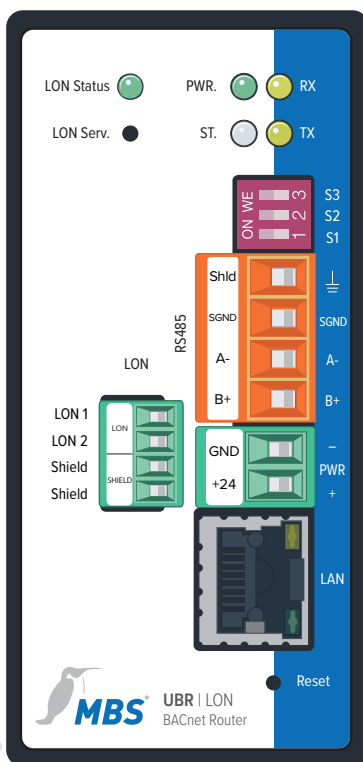 LON Status PWR. RX
LON Serv. ST. TX
ON WE 1 2 3
S3
S2
S1
RS485
Shld
SGND SGND
A- A-
B+ B+
LON
LON 1 LON
LON 2
Shield SHIELD
Shield
GND −
PWR
+24 +
LAN
Reset
MBS UBR | LON
BACnet Router